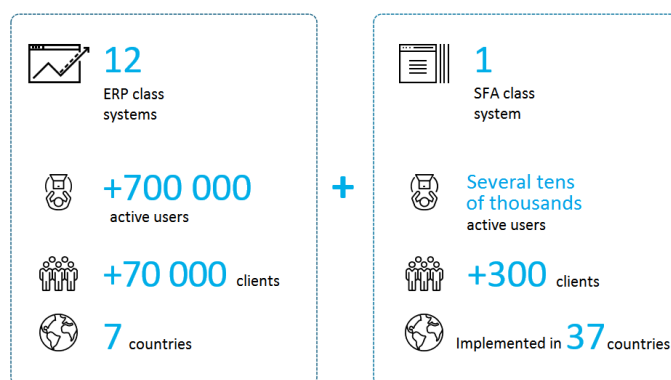 12
ERP class
systems
+700 000
active users
+70 000 clients
7 countries
+
1
SFA class
system
Several tens
of thousands
active users
+300 clients
Implemented in 37 countries